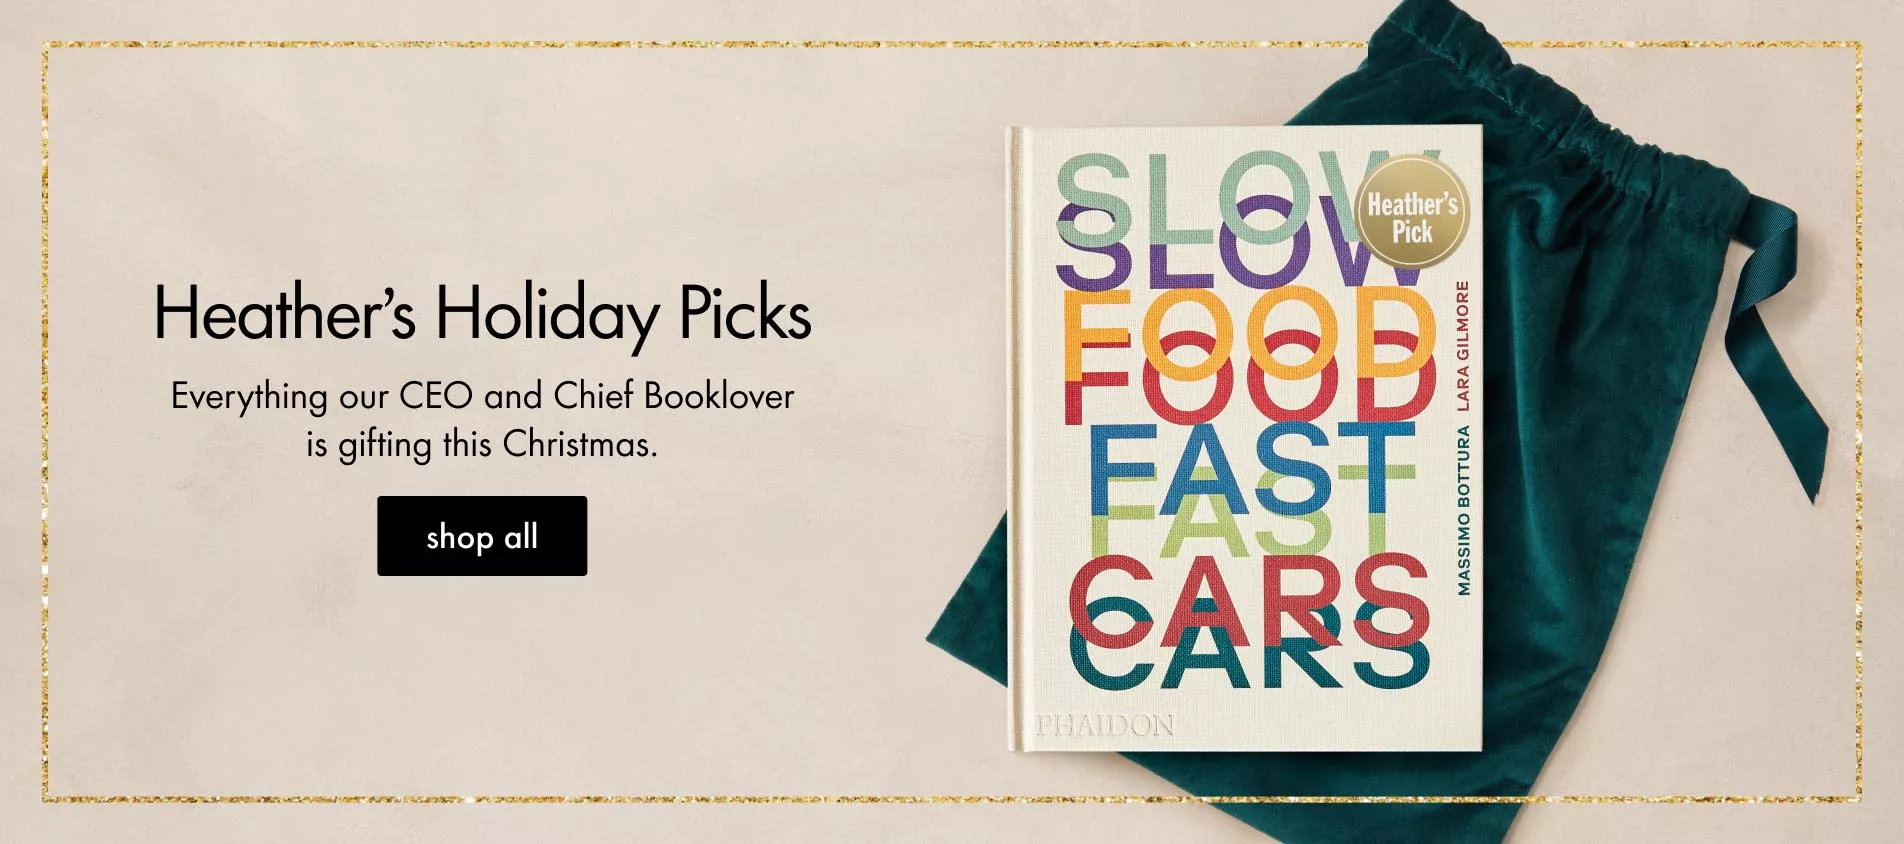 Heather’s Holiday Picks
Everything our CEO and Chief Booklover
is gifting this Christmas.
shop all
SLOW
SLOW
FOOD
FOOD
FAST
FAST
CARS
CARS
Heather’s
Pick
MASSIMO BOTTURA LARA GILMORE
PHAIDON